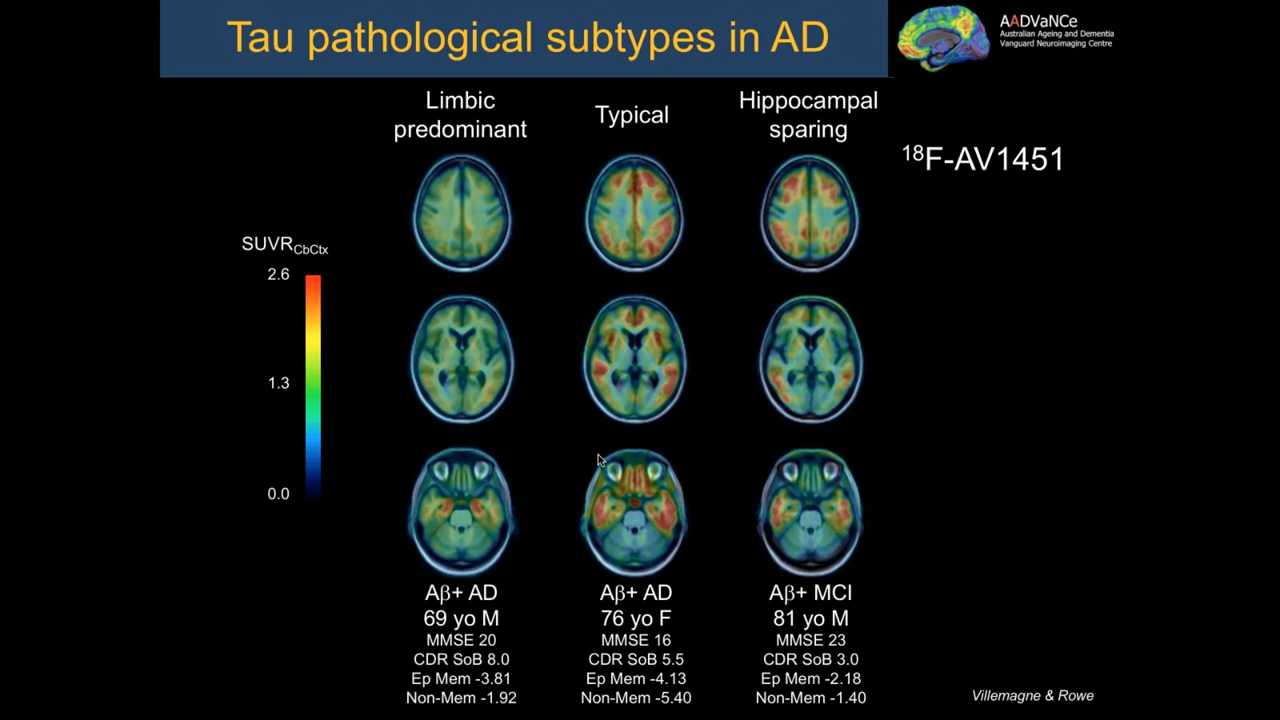 Tau pathological subtypes in AD
AADVaNCe
Australian Ageing and Dementia
Vanguard Neuroimaging Centre
Limbic
predominant
Typical
Hippocampal
sparing
18F-AV1451
SUVRCbCtx
2.6
1.3
0.0
Aβ+ AD
69 yo M
MMSE 20
CDR SoB 8.0
Ep Mem -3.81
Non-Mem -1.92
Aβ+ AD
76 yo F
MMSE 16
CDR SoB 5.5
Ep Mem -4.13
Non-Mem -5.40
Aβ+ MCI
81 yo M
MMSE 23
CDR SoB 3.0
Ep Mem -2.18
Non-Mem -1.40
Villemagne & Rowe